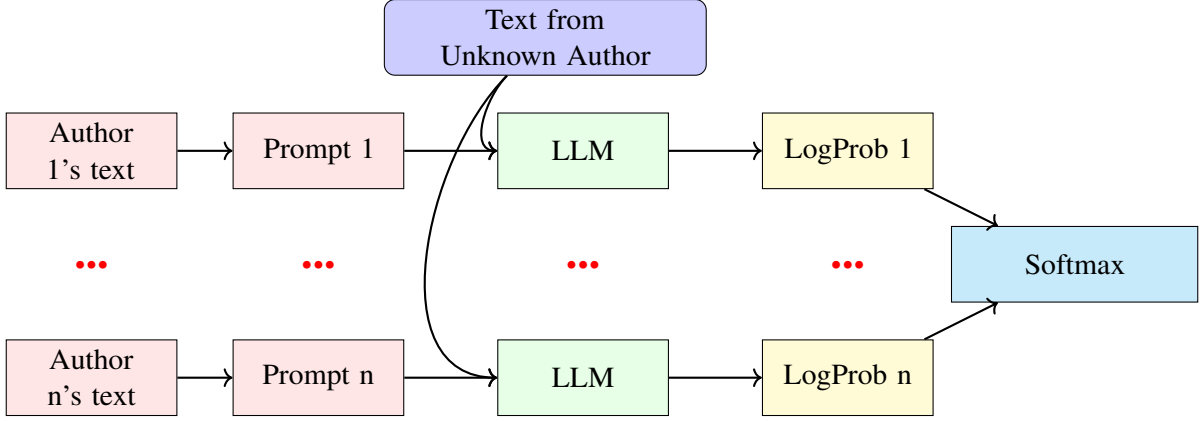 Text from
Unknown Author
Author
1's text
Prompt 1
LLM
LogProb 1
Softmax
Author
n's text
Prompt n
LLM
LogProb n